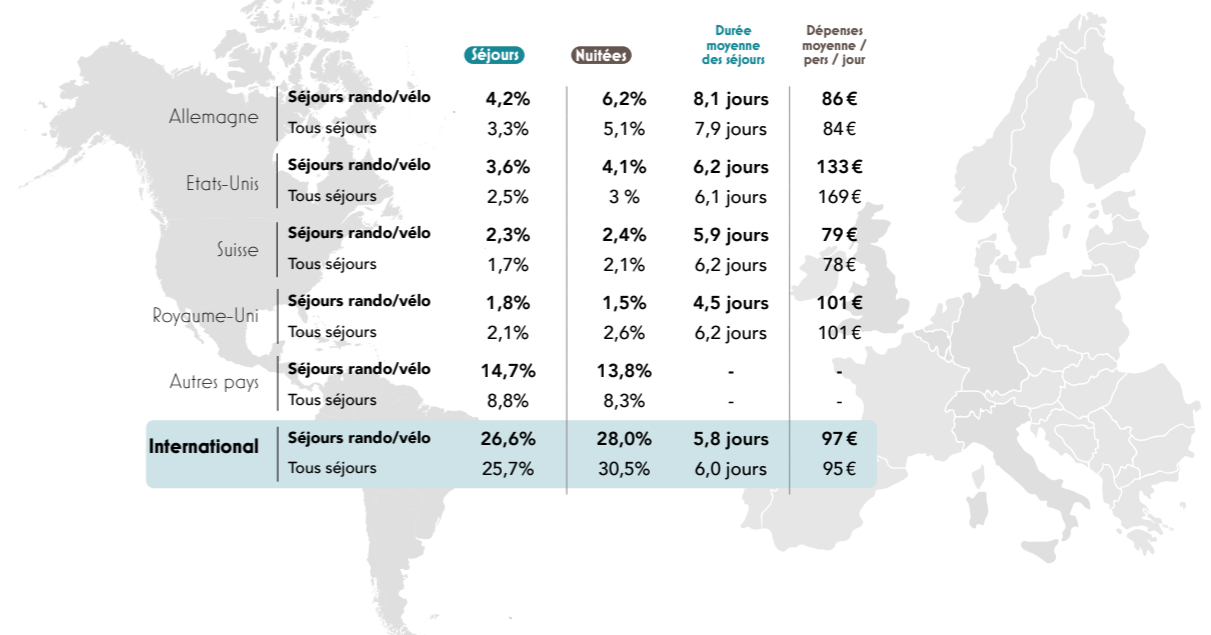 Séjours Nuitées Durée moyenne des séjours Dépenses moyenne / pers / jour
Allemagne
Séjours rando/vélo 4,2% 6,2% 8,1 jours 86 €
Tous séjours 3,3% 5,1% 7,9 jours 84 €
Etats-Unis
Séjours rando/vélo 3,6% 4,1% 6,2 jours 133 €
Tous séjours 2,5% 3 % 6,1 jours 169 €
Suisse
Séjours rando/vélo 2,3% 2,4% 5,9 jours 79 €
Tous séjours 1,7% 2,1% 6,2 jours 78 €
Royaume-Uni
Séjours rando/vélo 1,8% 1,5% 4,5 jours 101 €
Tous séjours 2,1% 2,6% 6,2 jours 101 €
Autres pays
Séjours rando/vélo 14,7% 13,8% - -
Tous séjours 8,8% 8,3% - -
International
Séjours rando/vélo 26,6% 28,0% 5,8 jours 97 €
Tous séjours 25,7% 30,5% 6,0 jours 95 €